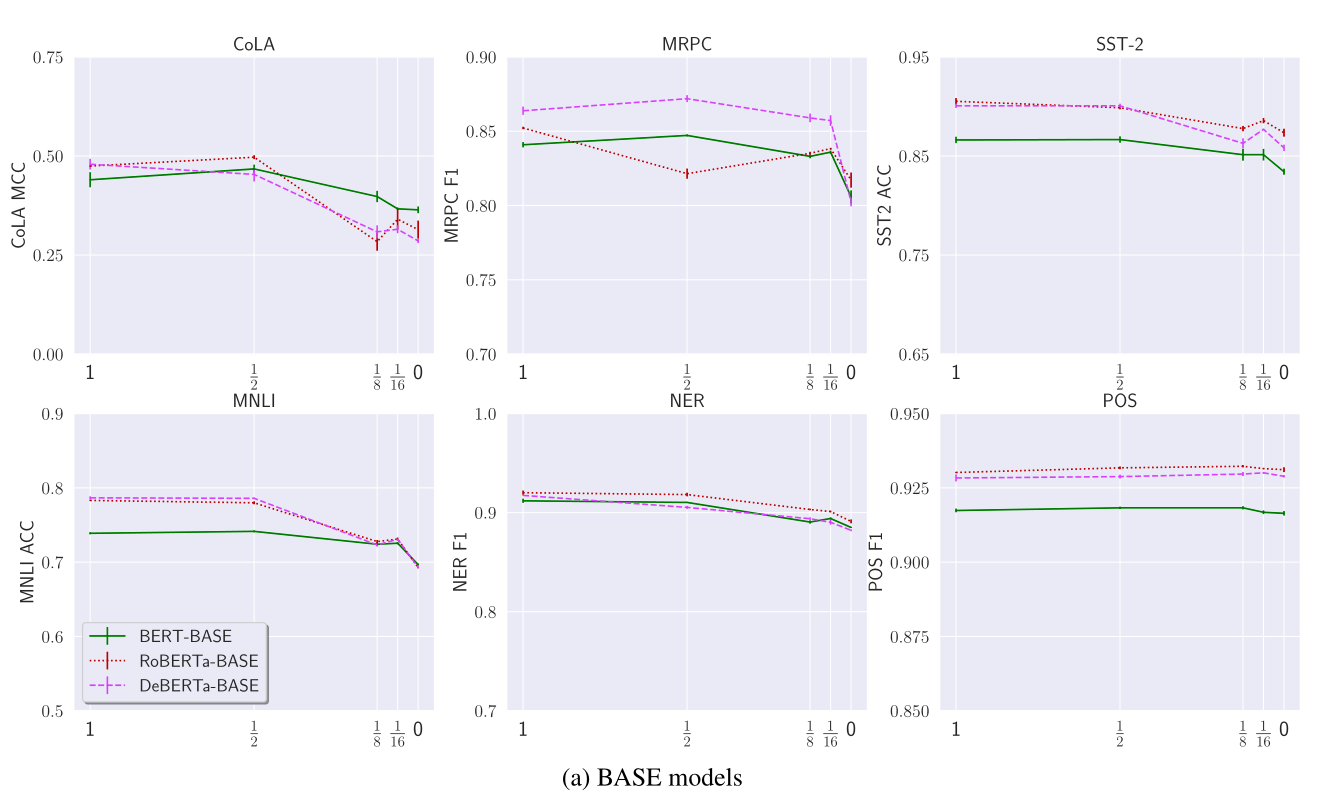 CoLA
0.75
0.50
0.25
0.00
CoLA MCC
1 1/2 1/8 1/16 0
MRPC
0.90
0.85
0.80
0.75
0.70
MRPC F1
1 1/2 1/8 1/16 0
SST-2
0.95
0.85
0.75
0.65
SST2 ACC
1 1/2 1/8 1/16 0
MNLI
0.9
0.8
0.7
0.6
0.5
MNLI ACC
BERT-BASE
RoBERTa-BASE
DeBERTa-BASE
1 1/2 1/8 1/16 0
NER
1.0
0.9
0.8
0.7
NER F1
1 1/2 1/8 1/16 0
POS
0.950
0.925
0.900
0.875
0.850
POS F1
1 1/2 1/8 1/16 0
(a) BASE models